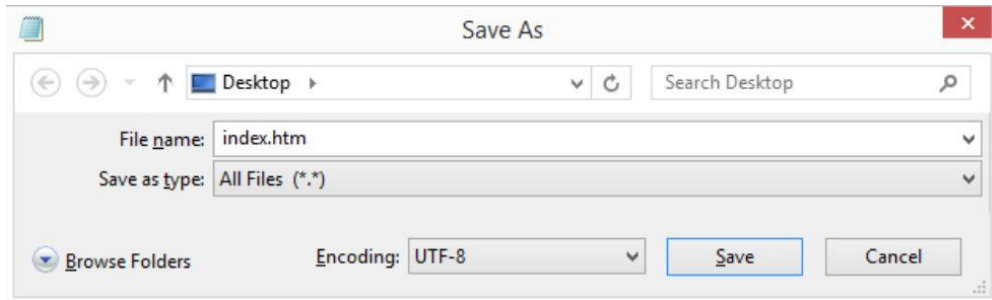 Save As
Desktop
Search Desktop
File name: index.htm
Save as type: All Files (*.*)
Browse Folders Encoding: UTF-8 Save Cancel